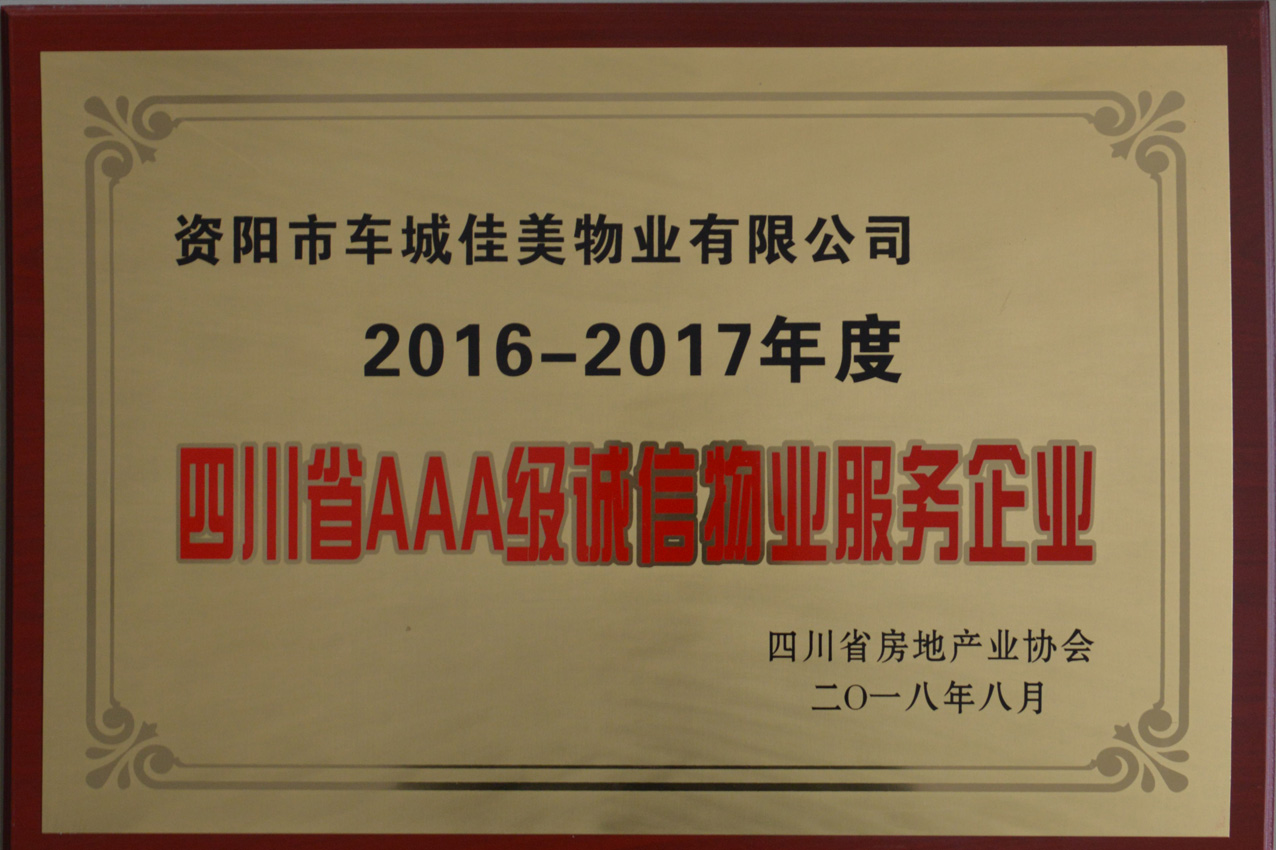 资阳市车城佳美物业有限公司
2016-2017年度
四川省AAA级诚信物业服务企业
四川省房地产业协会
二〇一八年八月